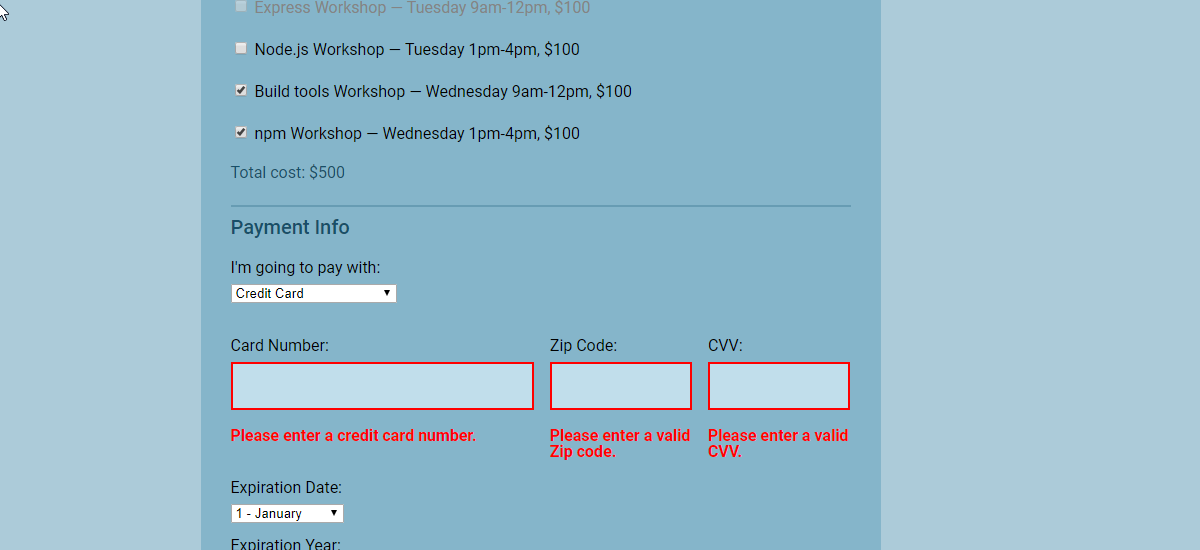 Express Workshop — Tuesday 9am-12pm, $100
Node.js Workshop — Tuesday 1pm-4pm, $100
Build tools Workshop — Wednesday 9am-12pm, $100
npm Workshop — Wednesday 1pm-4pm, $100
Total cost: $500
Payment Info
I'm going to pay with:
Credit Card
Card Number: Zip Code: CVV:
Please enter a credit card number. Please enter a valid Please enter a valid
Zip code. CVV.
Expiration Date:
1 - January
Expiration Year: